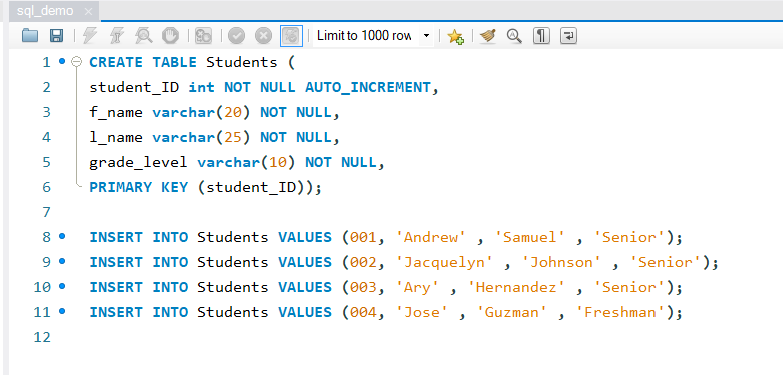 sql_demo
Limit to 1000 row
1 CREATE TABLE Students (
2 student_ID int NOT NULL AUTO_INCREMENT,
3 f_name varchar(20) NOT NULL,
4 l_name varchar(25) NOT NULL,
5 grade_level varchar(10) NOT NULL,
6 PRIMARY KEY (student_ID));
7
8 INSERT INTO Students VALUES (001, 'Andrew' , 'Samuel' , 'Senior');
9 INSERT INTO Students VALUES (002, 'Jacquelyn' , 'Johnson' , 'Senior');
10 INSERT INTO Students VALUES (003, 'Ary' , 'Hernandez' , 'Senior');
11 INSERT INTO Students VALUES (004, 'Jose' , 'Guzman' , 'Freshman');
12